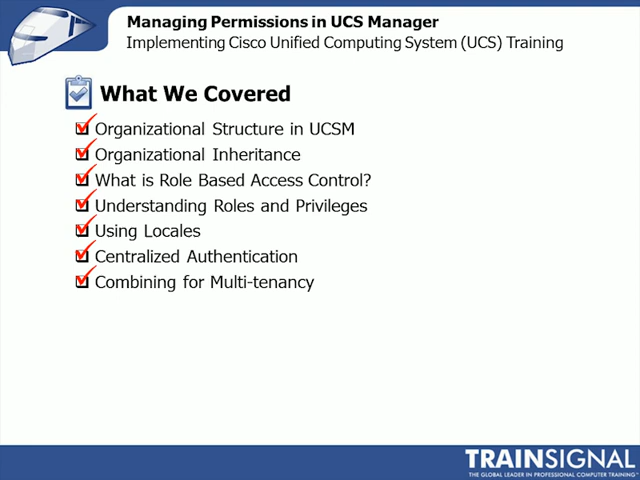 Managing Permissions in UCS Manager
Implementing Cisco Unified Computing System (UCS) Training
What We Covered
Organizational Structure in UCSM
Organizational Inheritance
What is Role Based Access Control?
Understanding Roles and Privileges
Using Locales
Centralized Authentication
Combining for Multi-tenancy
TRAINSIGNAL
THE GLOBAL LEADER IN PROFESSIONAL COMPUTER TRAINING